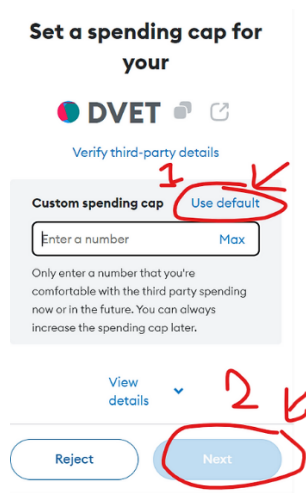 Set a spending cap for
your
DVET
Verify third-party details
1
Custom spending cap Use default
Enter a number Max
Only enter a number that you're
comfortable with the third party spending
now or in the future. You can always
increase the spending cap later.
View
details
2
Reject Next